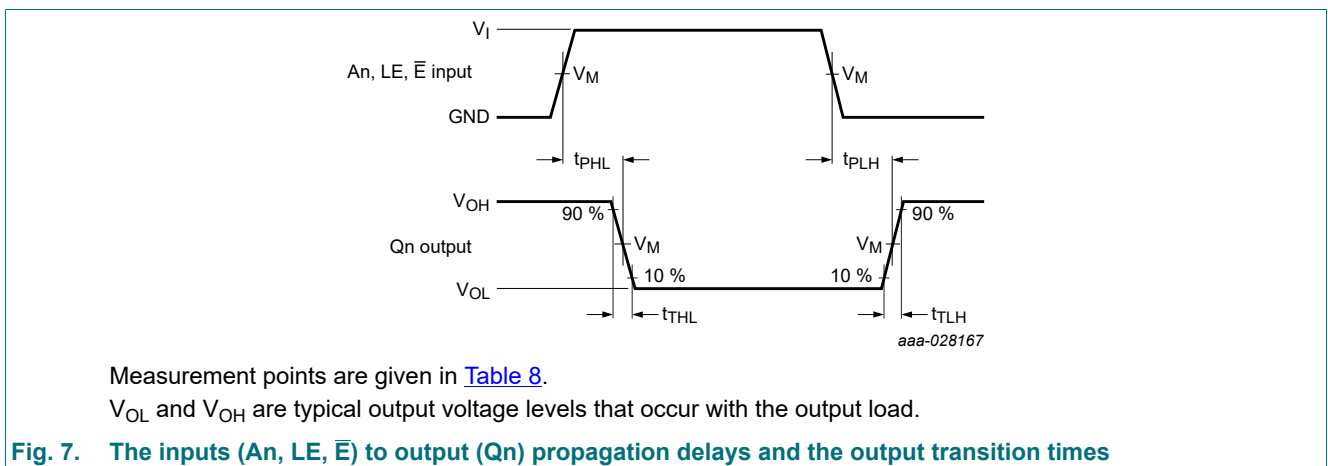 V_I
An, LE, E̅ input
V_M
V_M
GND
t_PHL
t_PLH
V_OH
90 %
90 %
Qn output
V_M
V_M
10 %
10 %
V_OL
t_THL
t_TLH
aaa-028167
Measurement points are given in Table 8.
V_OL and V_OH are typical output voltage levels that occur with the output load.
Fig. 7. The inputs (An, LE, E̅) to output (Qn) propagation delays and the output transition times